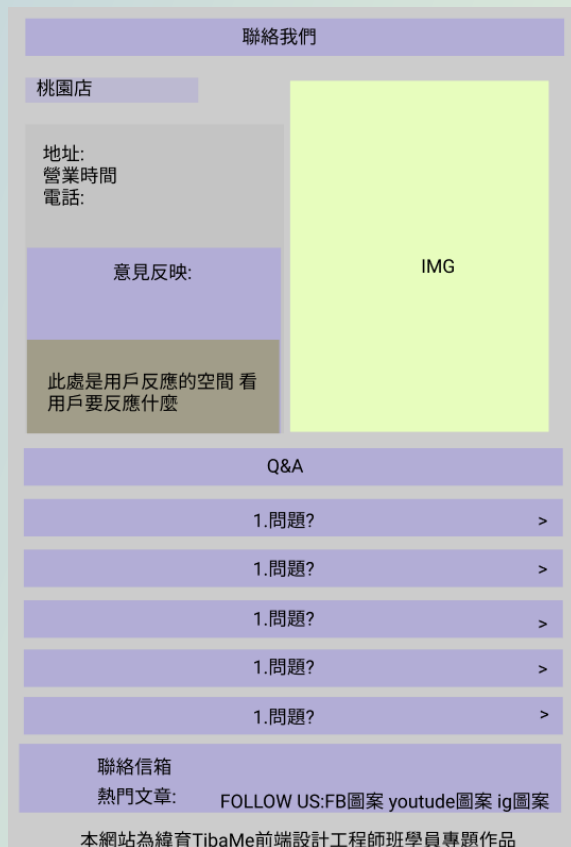 聯絡我們
桃園店
地址:
營業時間
電話:
意見反映:
此處是用戶反應的空間 看
用戶要反應什麼
IMG
Q&A
1.問題? >
1.問題? >
1.問題? >
1.問題? >
1.問題? >
聯絡信箱
熱門文章:
FOLLOW US:FB圖案 youtude圖案 ig圖案
本網站為緯育TibaMe前端設計工程師班學員專題作品